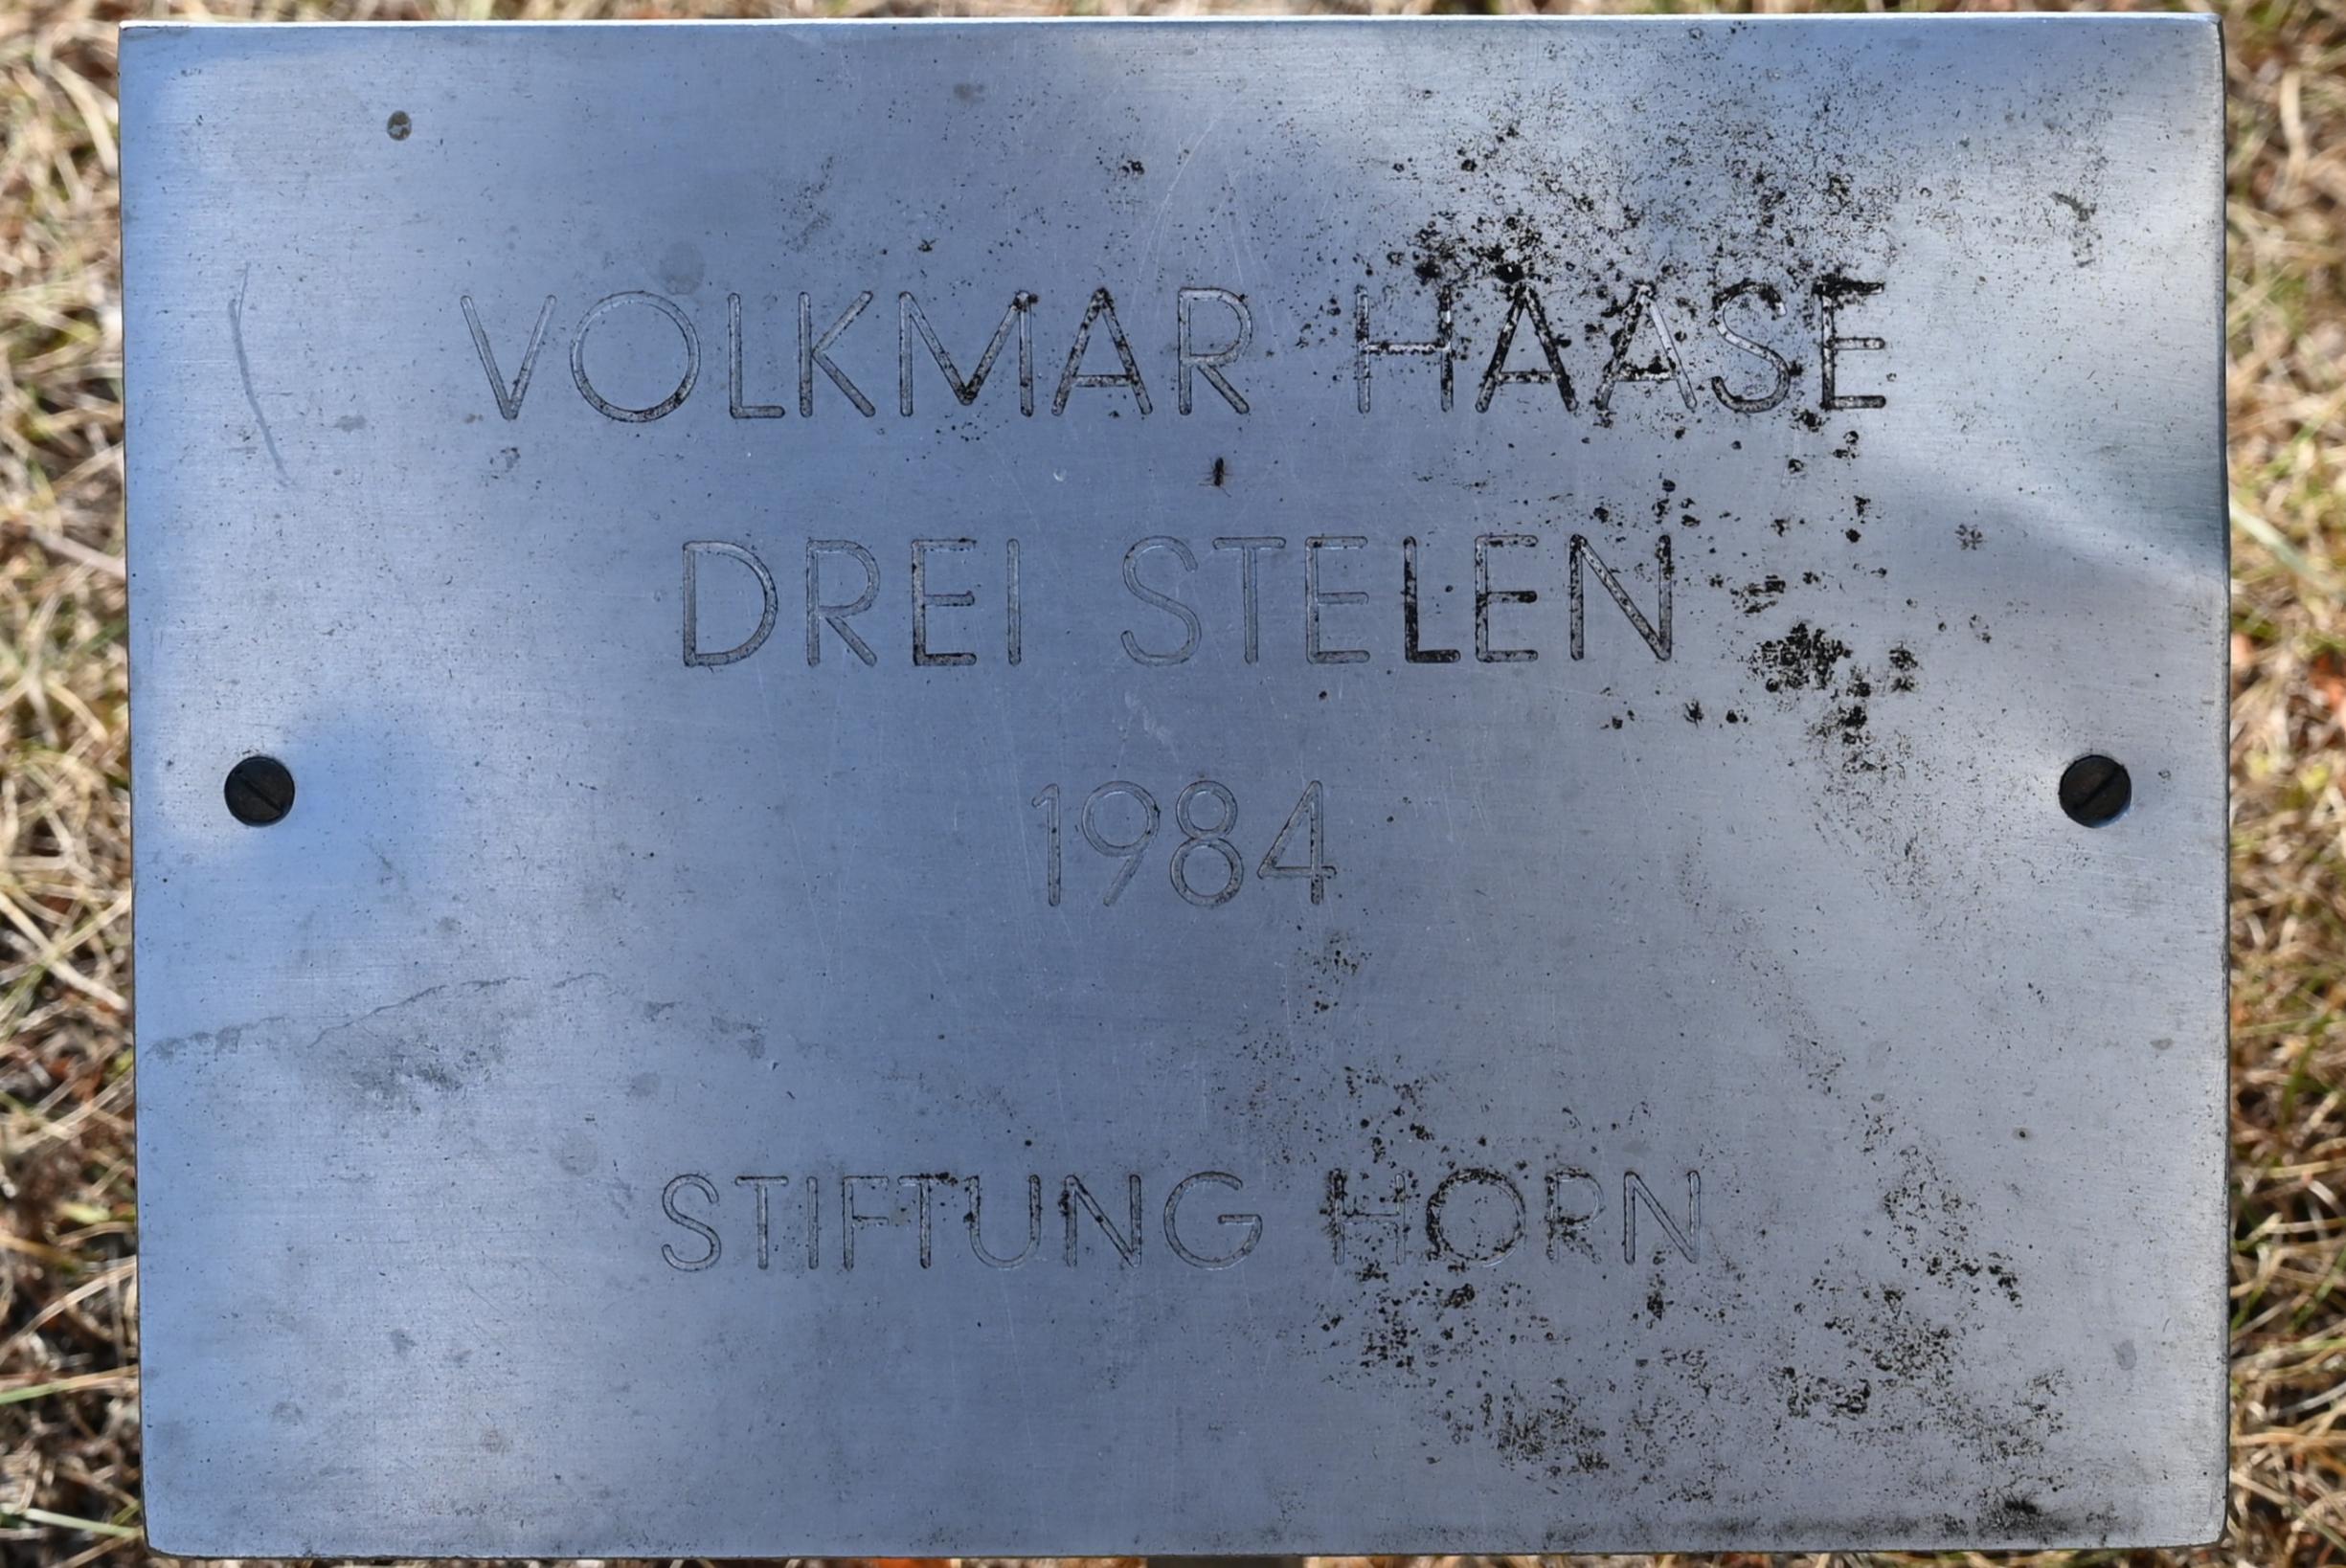 VOLKMAR HAASE
DREI STELEN
1984
STIFTUNG HORN